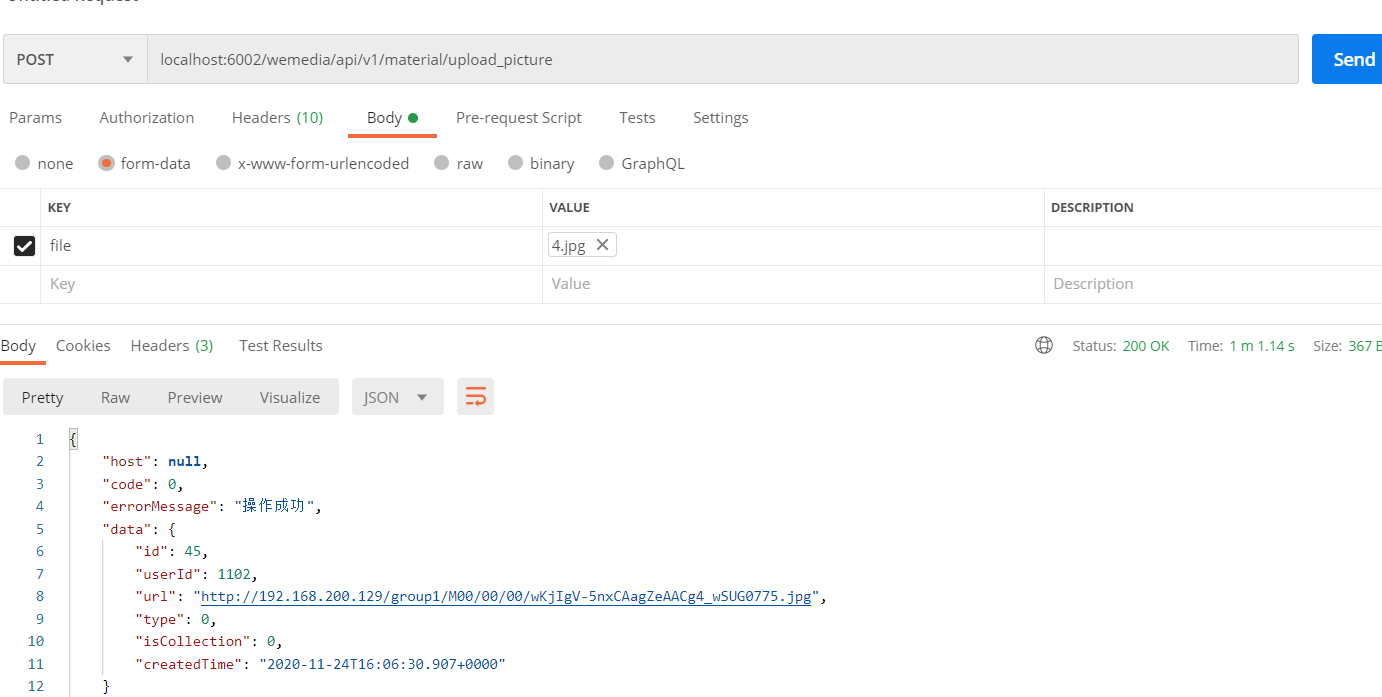 POST localhost:6002/wemedia/api/v1/material/upload_picture Send
Params Authorization Headers (10) Body Pre-request Script Tests Settings
none form-data x-www-form-urlencoded raw binary GraphQL
KEY VALUE DESCRIPTION
file 4.jpg
Key Value Description
Body Cookies Headers (3) Test Results Status: 200 OK Time: 1 m 1.14 s Size: 367
Pretty Raw Preview Visualize JSON
1 {
2 "host": null,
3 "code": 0,
4 "errorMessage": "操作成功",
5 "data": {
6 "id": 45,
7 "userId": 1102,
8 "url": "http://192.168.200.129/group1/M00/00/00/wKjIgV-5nxCAagZeAACg4_wSUG0775.jpg",
9 "type": 0,
10 "isCollection": 0,
11 "createdTime": "2020-11-24T16:06:30.907+0000"
12 }